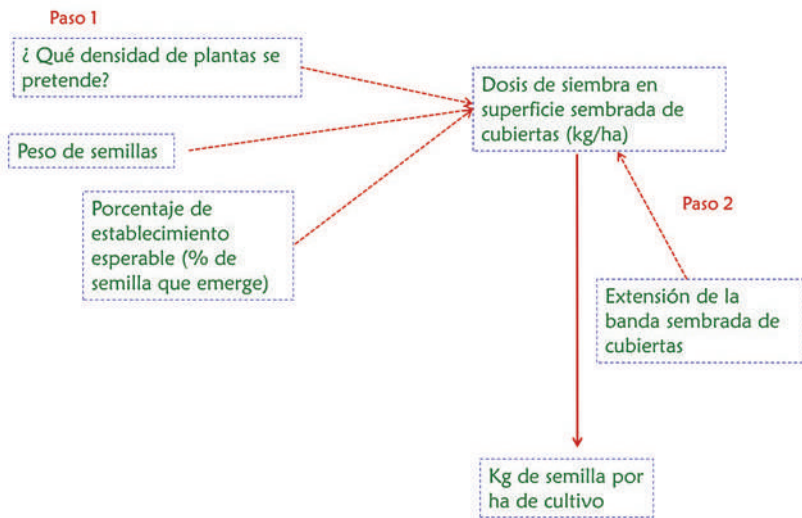 Paso 1
¿ Qué densidad de plantas se
pretende?
Peso de semillas
Porcentaje de
establecimiento
esperable (% de
semilla que emerge)
Dosis de siembra en
superficie sembrada de
cubiertas (kg/ha)
Paso 2
Extensión de la
banda sembrada de
cubiertas
Kg de semilla por
ha de cultivo